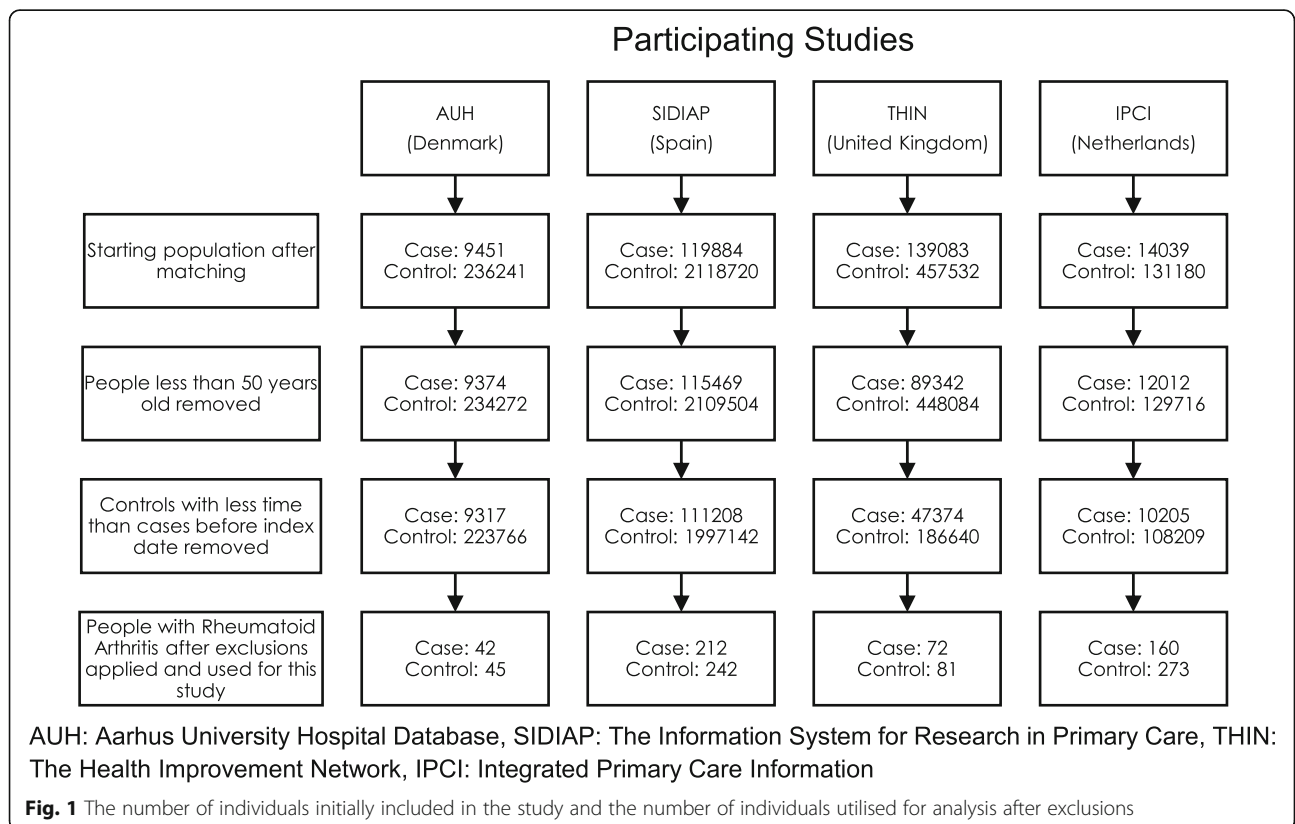 Participating Studies
AUH
(Denmark)
SIDIAP
(Spain)
THIN
(United Kingdom)
IPCI
(Netherlands)
Starting population after
matching
Case: 9451
Control: 236241
Case: 119884
Control: 2118720
Case: 139083
Control: 457532
Case: 14039
Control: 131180
People less than 50 years
old removed
Case: 9374
Control: 234272
Case: 115469
Control: 2109504
Case: 89342
Control: 448084
Case: 12012
Control: 129716
Controls with less time
than cases before index
date removed
Case: 9317
Control: 223766
Case: 111208
Control: 1997142
Case: 47374
Control: 186640
Case: 10205
Control: 108209
People with Rheumatoid
Arthritis after exclusions
applied and used for this
study
Case: 42
Control: 45
Case: 212
Control: 242
Case: 72
Control: 81
Case: 160
Control: 273
AUH: Aarhus University Hospital Database, SIDIAP: The Information System for Research in Primary Care, THIN:
The Health Improvement Network, IPCI: Integrated Primary Care Information
Fig. 1 The number of individuals initially included in the study and the number of individuals utilised for analysis after exclusions